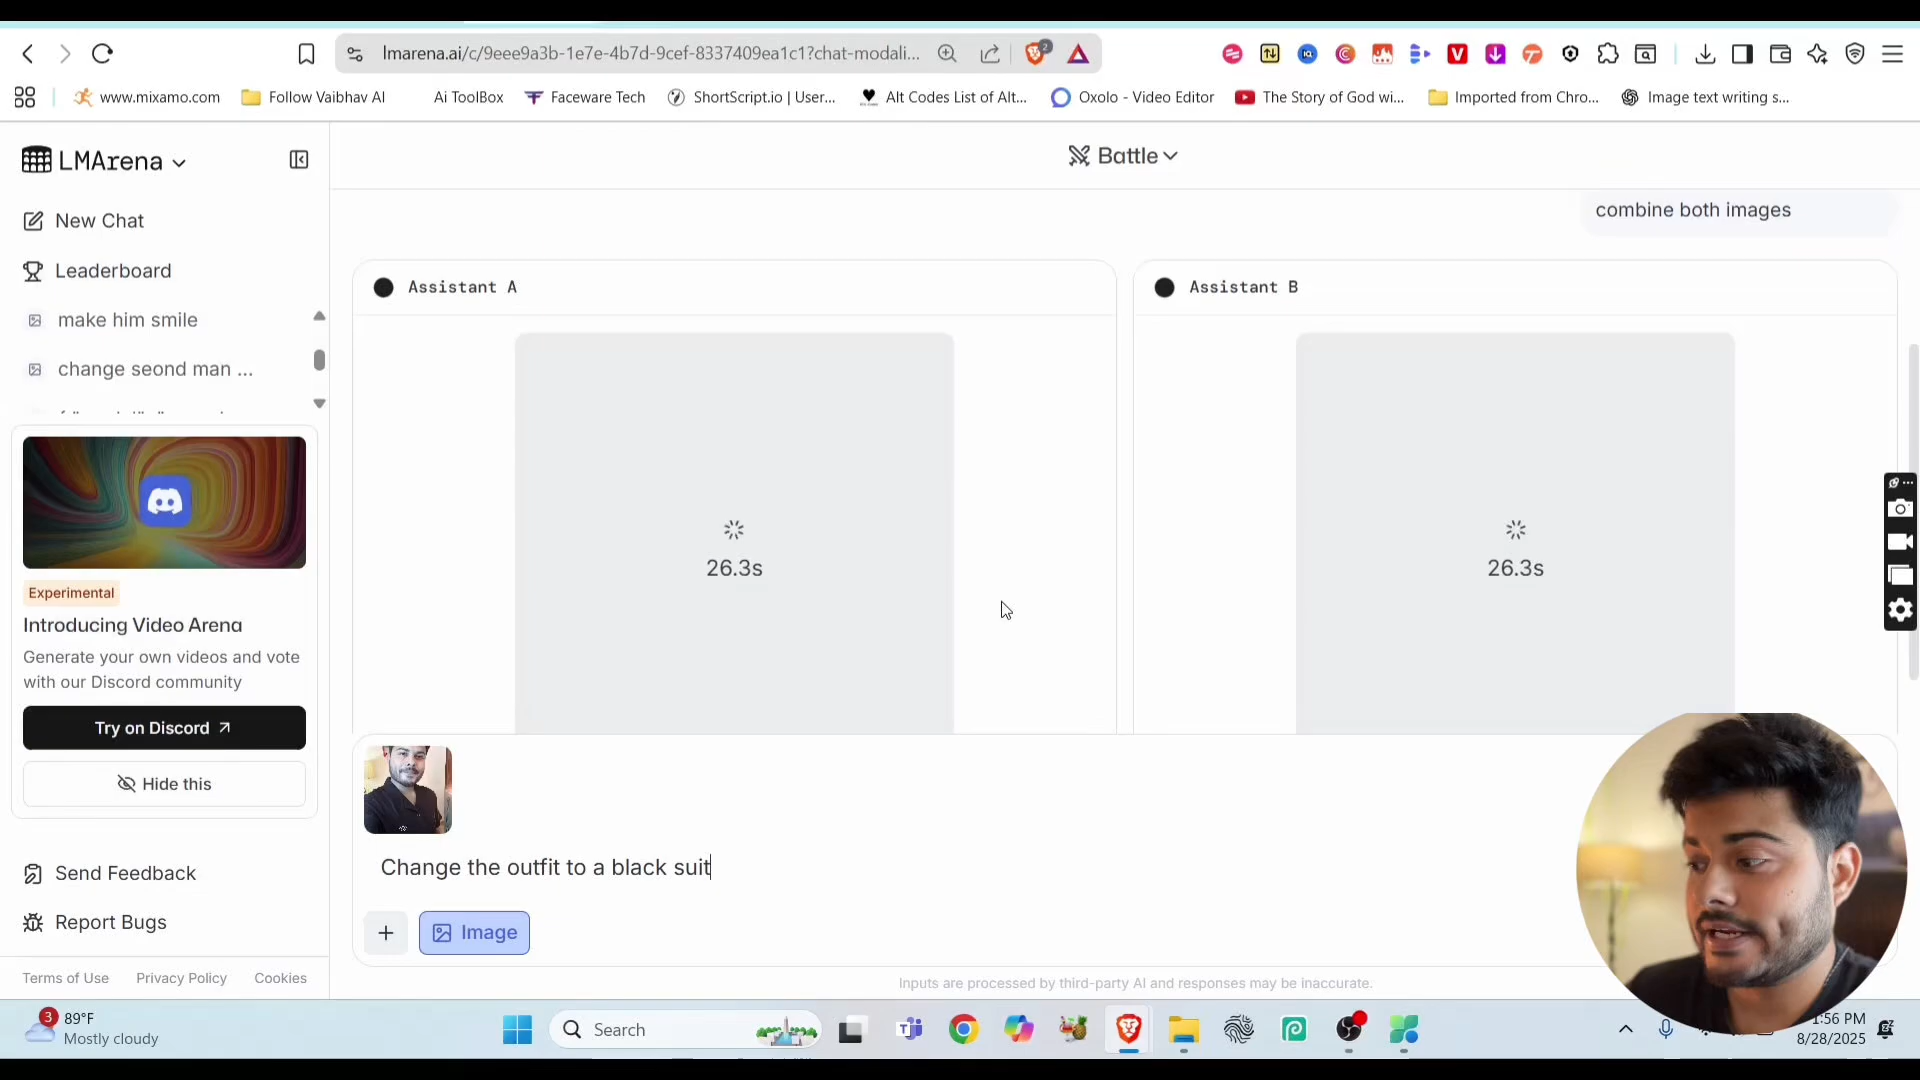 lmarena.ai/c/9eee9a3b-1e7e-4b7d-9cef-8337409ea1c1?chat-modali...
2
www.mixamo.com
Follow Vaibhav AI
Ai ToolBox
Faceware Tech
ShortScript.io | User...
Alt Codes List of Alt...
Oxolo - Video Editor
The Story of God wi...
Imported from Chro...
Image text writing s...
LMArena
Battle
New Chat
combine both images
Leaderboard
Assistant A
Assistant B
make him smile
change seond man ...
26.3s
26.3s
Experimental
Introducing Video Arena
Generate your own videos and vote
with our Discord community
Try on Discord
Hide this
Change the outfit to a black suit
Send Feedback
Image
Report Bugs
Terms of Use
Privacy Policy
Cookies
Inputs are processed by third-party AI and responses may be inaccurate.
3
89°F
Mostly cloudy
Search
1:56 PM
8/28/2025